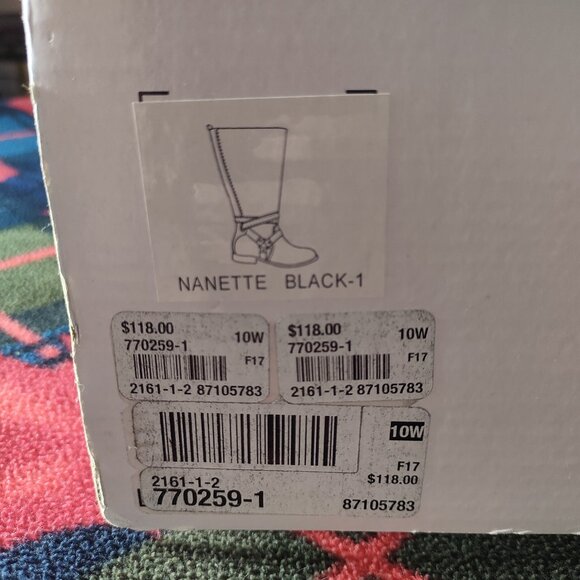 NANETTE BLACK-1
$118.00 10W
770259-1
F17
2161-1-2 87105783
$118.00 10W
770259-1
F17
2161-1-2 87105783
10W
F17
$118.00
2161-1-2
770259-1
87105783